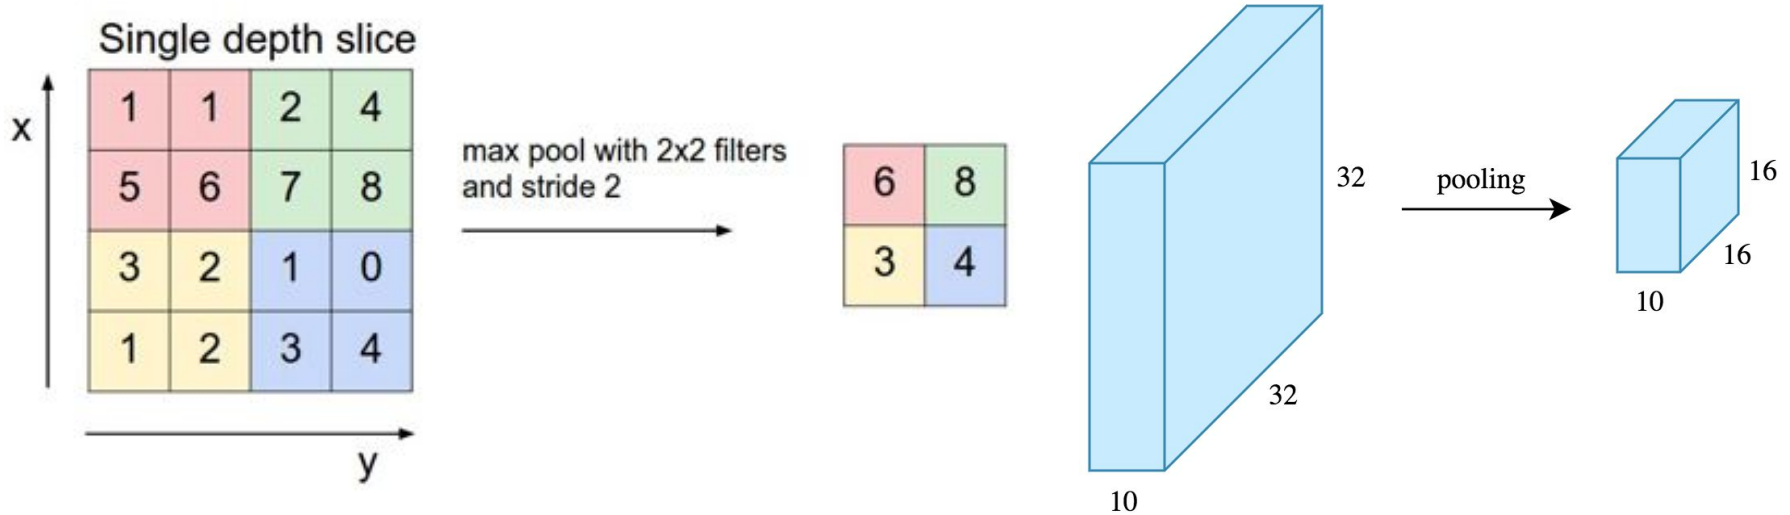 Single depth slice
x
1 1 2 4
5 6 7 8
3 2 1 0
1 2 3 4
y
max pool with 2x2 filters
and stride 2
6 8
3 4
32
32
10
pooling
16
16
10